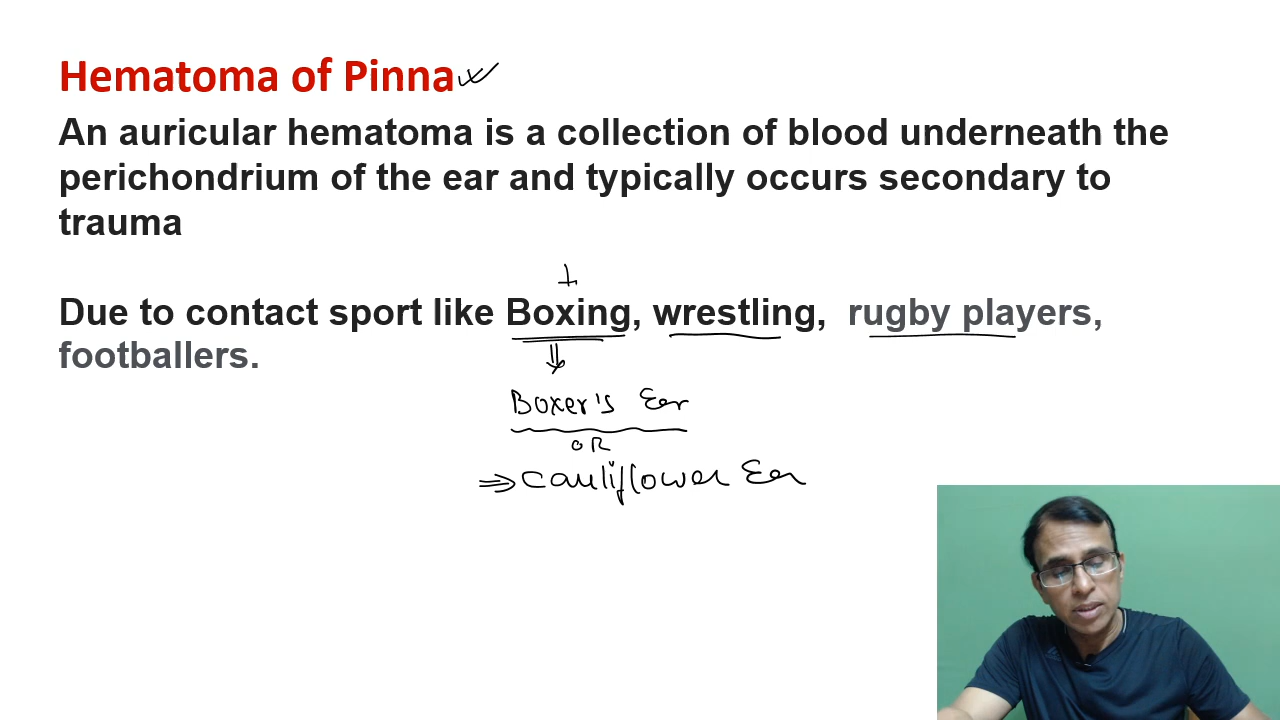 Hematoma of Pinna
An auricular hematoma is a collection of blood underneath the
perichondrium of the ear and typically occurs secondary to
trauma
Due to contact sport like Boxing, wrestling, rugby players,
footballers.
Boxer's Ear
OR
⇒ Cauliflower Ear